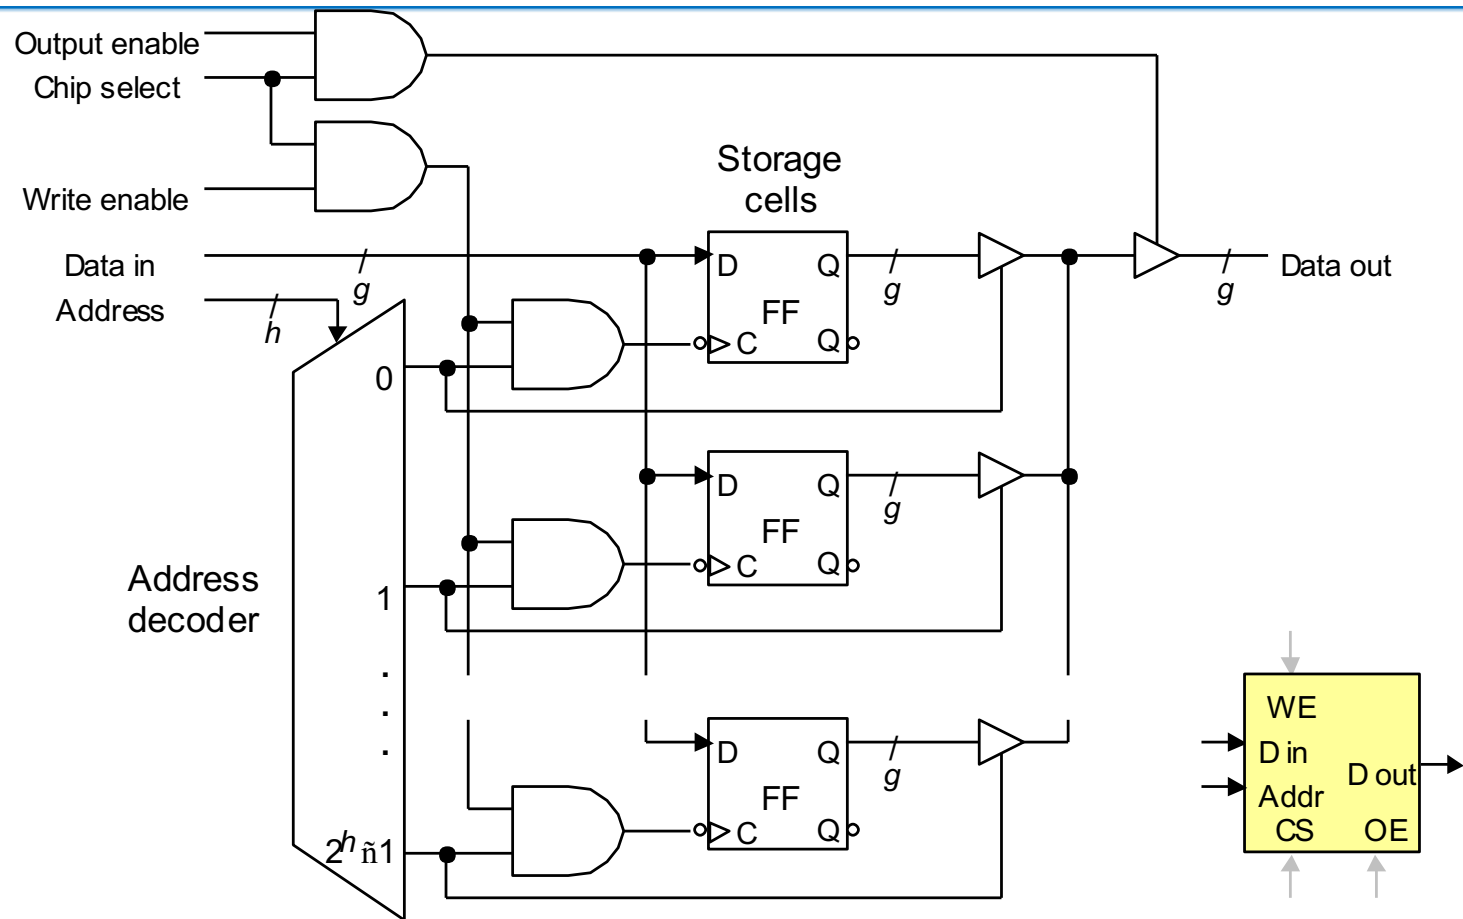 Output enable
Chip select
Write enable
Data in
Address
g
h
Storage
cells
D
Q
FF
C
Q
g
g
Data out
0
D
Q
FF
C
Q
g
1
Address
decoder
.
.
.
D
Q
FF
C
Q
g
2h ñ1
WE
D in
D out
Addr
CS
OE